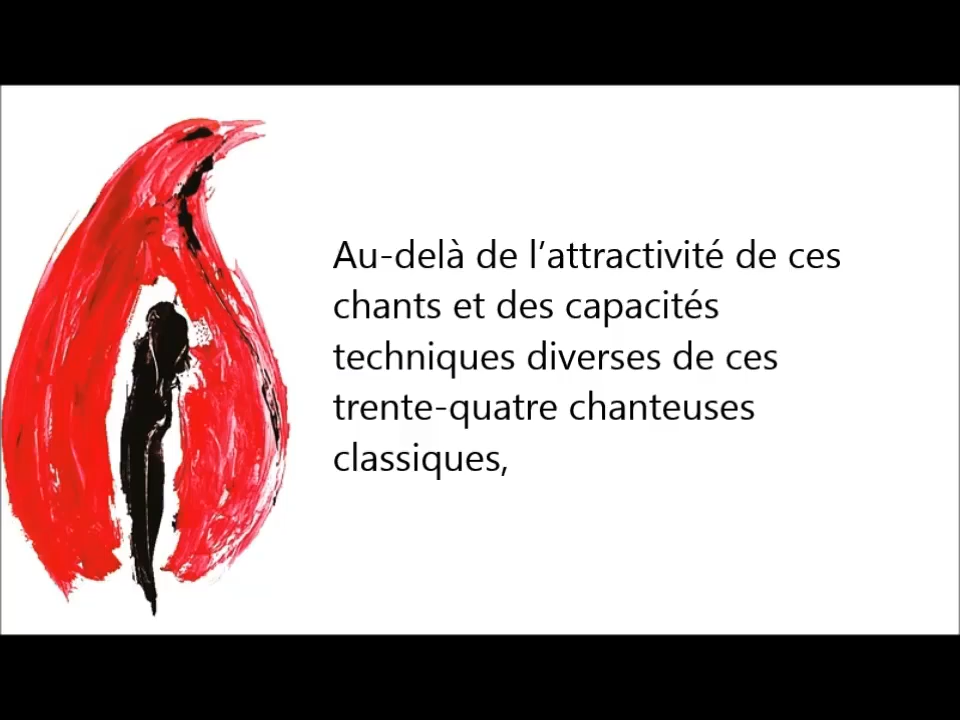 Au-delà de l’attractivité de ces
chants et des capacités
techniques diverses de ces
trente-quatre chanteuses
classiques,